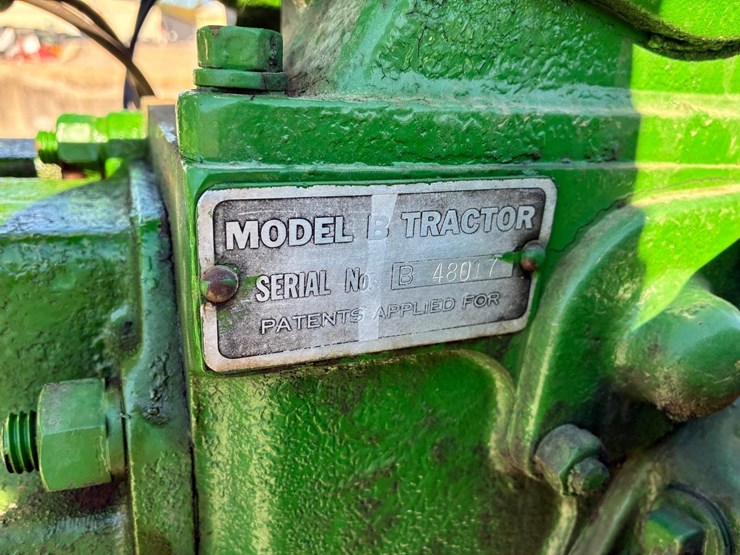 MODEL B TRACTOR
SERIAL No. B 48017
PATENTS APPLIED FOR